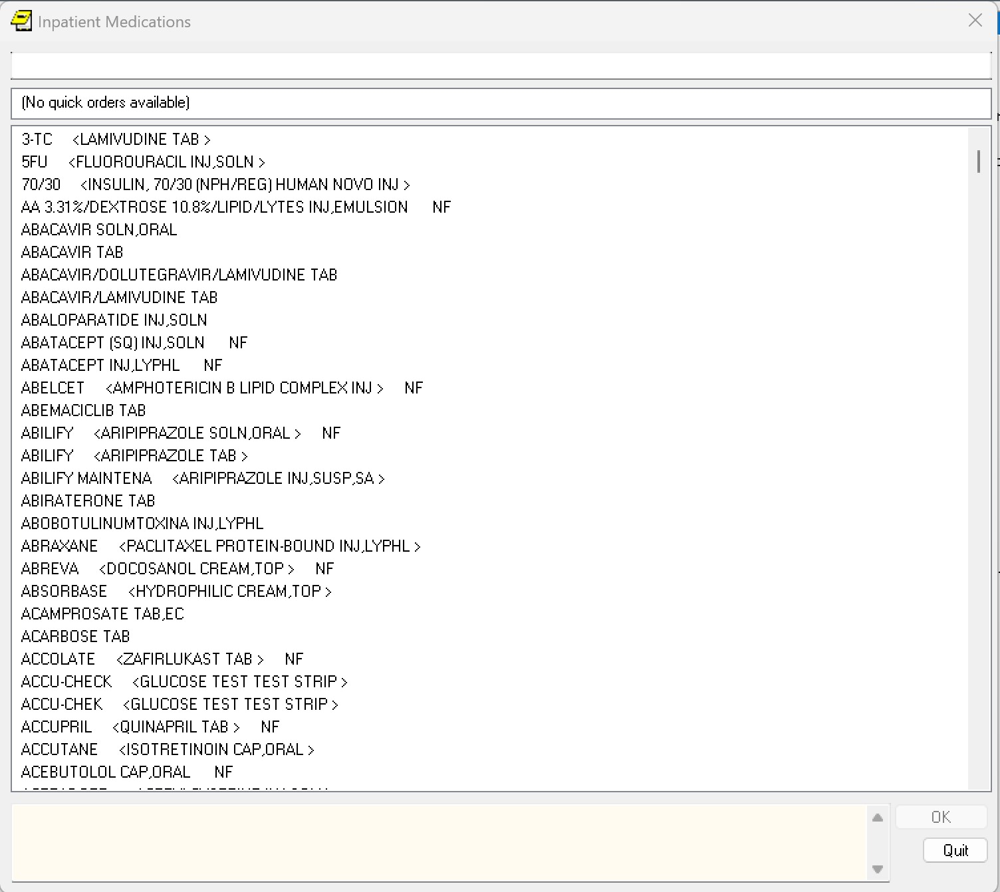 Inpatient Medications
(No quick orders available)
3-TC <LAMIVUDINE TAB >
5FU <FLUOROURACIL INJ,SOLN >
70/30 <INSULIN, 70/30 (NPH/REG) HUMAN NOVO INJ >
AA 3.31%/DEXTROSE 10.8%/LIPID/LYTES INJ,EMULSION NF
ABACAVIR SOLN,ORAL
ABACAVIR TAB
ABACAVIR/DOLUTEGRAVIR/LAMIVUDINE TAB
ABACAVIR/LAMIVUDINE TAB
ABALOPARATIDE INJ,SOLN
ABATACEPT (SQ) INJ,SOLN NF
ABATACEPT INJ,LYPHL NF
ABELCET <AMPHOTERICIN B LIPID COMPLEX INJ > NF
ABEMACICLIB TAB
ABILIFY <ARIPIPRAZOLE SOLN,ORAL > NF
ABILIFY <ARIPIPRAZOLE TAB >
ABILIFY MAINTENA <ARIPIPRAZOLE INJ,SUSP,SA >
ABIRATERONE TAB
ABOBOTULINUMTOXINA INJ,LYPHL
ABRAXANE <PACLITAXEL PROTEIN-BOUND INJ,LYPHL >
ABREVA <DOCOSANOL CREAM,TOP > NF
ABSORBASE <HYDROPHILIC CREAM,TOP >
ACAMPROSATE TAB,EC
ACARBOSE TAB
ACCOLATE <ZAFIRLUKAST TAB > NF
ACCU-CHECK <GLUCOSE TEST TEST STRIP >
ACCU-CHEK <GLUCOSE TEST TEST STRIP >
ACCUPRIL <QUINAPRIL TAB > NF
ACCUTANE <ISOTRETINOIN CAP,ORAL >
ACEBUTOLOL CAP,ORAL NF
OK
Quit